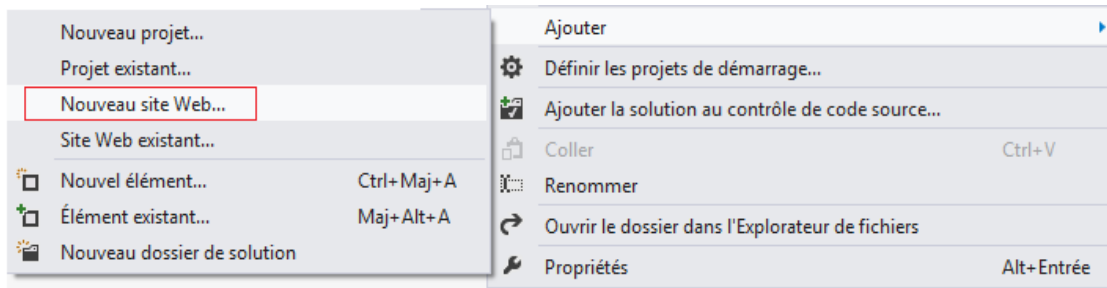 Nouveau projet...
Projet existant...
Nouveau site Web...
Site Web existant...
Nouvel élément... Ctrl+Maj+A
Élément existant... Maj+Alt+A
Nouveau dossier de solution
Ajouter
Définir les projets de démarrage...
Ajouter la solution au contrôle de code source...
Coller Ctrl+V
Renommer
Ouvrir le dossier dans l'Explorateur de fichiers
Propriétés Alt+Entrée